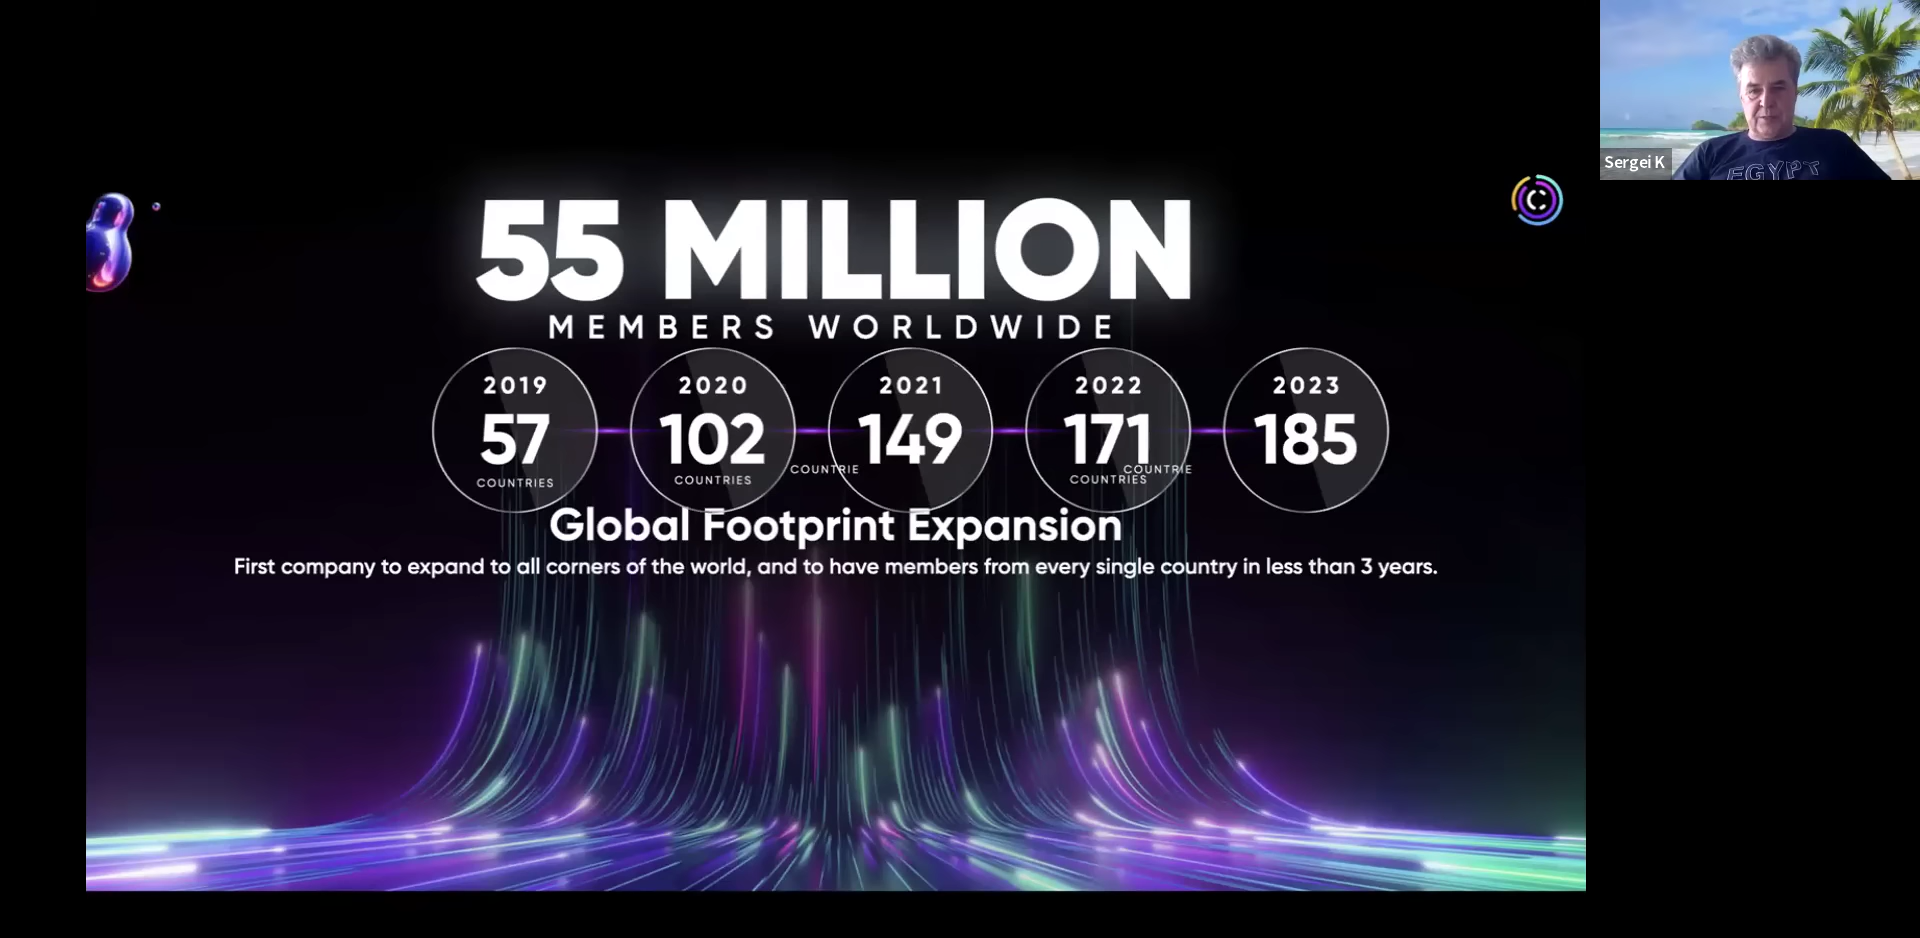 55 MILLION
MEMBERS WORLDWIDE
2019
57
COUNTRIES
2020
102
COUNTRIES
COUNTRIE
2021
149
2022
171
COUNTRIE
COUNTRIES
2023
185
Global Footprint Expansion
First company to expand to all corners of the world, and to have members from every single country in less than 3 years.
Sergei K
EGYPT